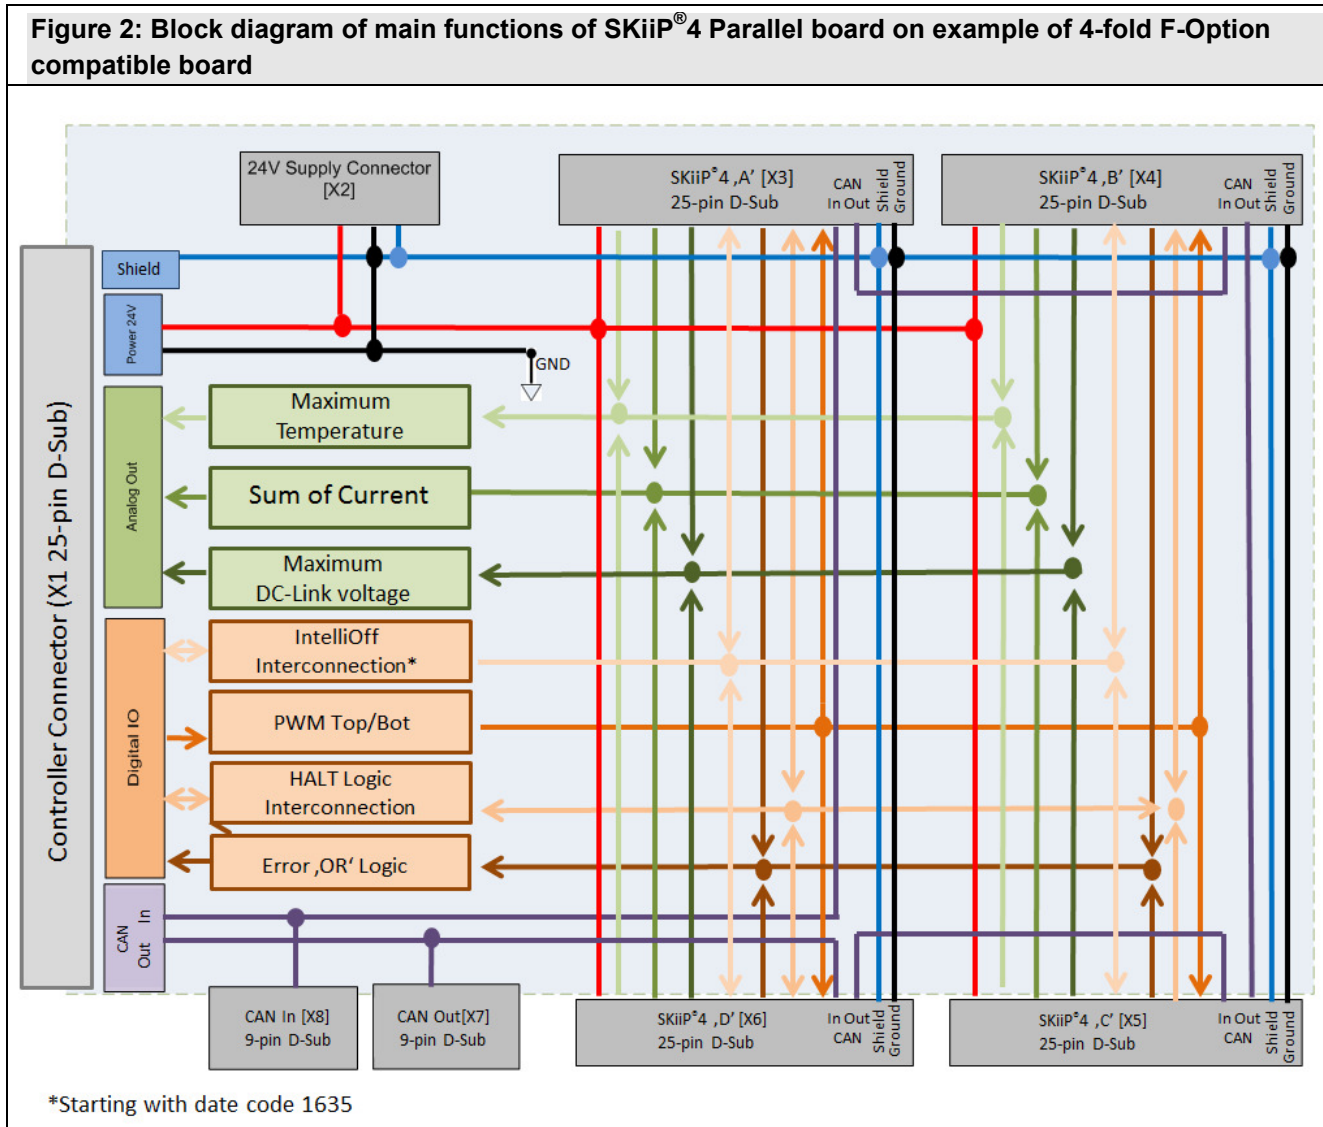 Figure 2: Block diagram of main functions of SKiiP®4 Parallel board on example of 4-fold F-Option
compatible board
24V Supply Connector
[X2]
SKiiP®4 ‚A' [X3]
25-pin D-Sub
CAN
In Out
Shield
Ground
SKiiP®4 ‚B' [X4]
25-pin D-Sub
CAN
In Out
Shield
Ground
Controller Connector (X1 25-pin D-Sub)
Shield
Power 24V
GND
Analog Out
Maximum
Temperature
Sum of Current
Maximum
DC-Link voltage
Digital IO
IntelliOff
Interconnection*
PWM Top/Bot
HALT Logic
Interconnection
Error ‚OR‘ Logic
CAN
Out In
CAN In [X8]
9-pin D-Sub
CAN Out[X7]
9-pin D-Sub
SKiiP®4 ‚D' [X6]
25-pin D-Sub
In Out
CAN
Shield
Ground
SKiiP®4 ‚C' [X5]
25-pin D-Sub
In Out
CAN
Shield
Ground
*Starting with date code 1635